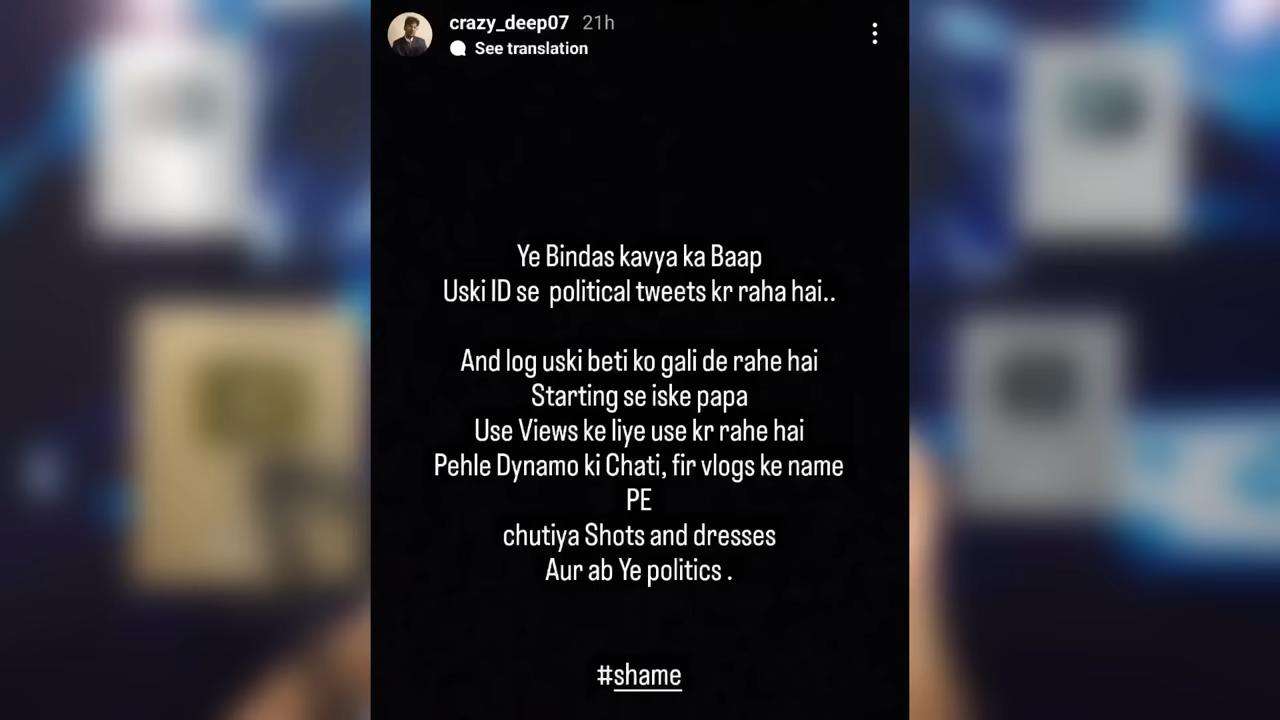 crazy_deep07 21h
See translation
Ye Bindas kavya ka Baap
Uski ID se political tweets kr raha hai..
And log uski beti ko gali de rahe hai
Starting se iske papa
Use Views ke liye use kr rahe hai
Pehle Dynamo ki Chati, fir vlogs ke name
PE
chutiya Shots and dresses
Aur ab Ye politics .
#shame